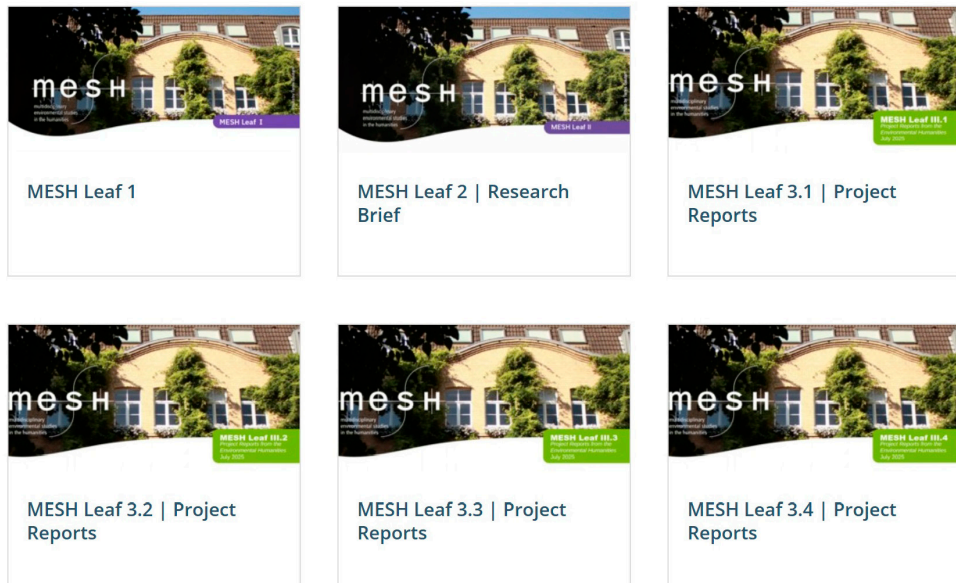 mesh
multidisciplinary
environmental studies
in the humanities
MESH Leaf I
MESH Leaf 1
mesh
multidisciplinary
environmental studies
in the humanities
MESH Leaf II
MESH Leaf 2 | Research
Brief
mesh
multidisciplinary
environmental studies
in the humanities
MESH Leaf III.1
Project Reports from the
Environmental Humanities
July 2025
MESH Leaf 3.1 | Project
Reports
mesh
multidisciplinary
environmental studies
in the humanities
MESH Leaf III.2
Project Reports from the
Environmental Humanities
July 2025
MESH Leaf 3.2 | Project
Reports
mesh
multidisciplinary
environmental studies
in the humanities
MESH Leaf III.3
Project Reports from the
Environmental Humanities
July 2025
MESH Leaf 3.3 | Project
Reports
mesh
multidisciplinary
environmental studies
in the humanities
MESH Leaf III.4
Project Reports from the
Environmental Humanities
July 2025
MESH Leaf 3.4 | Project
Reports